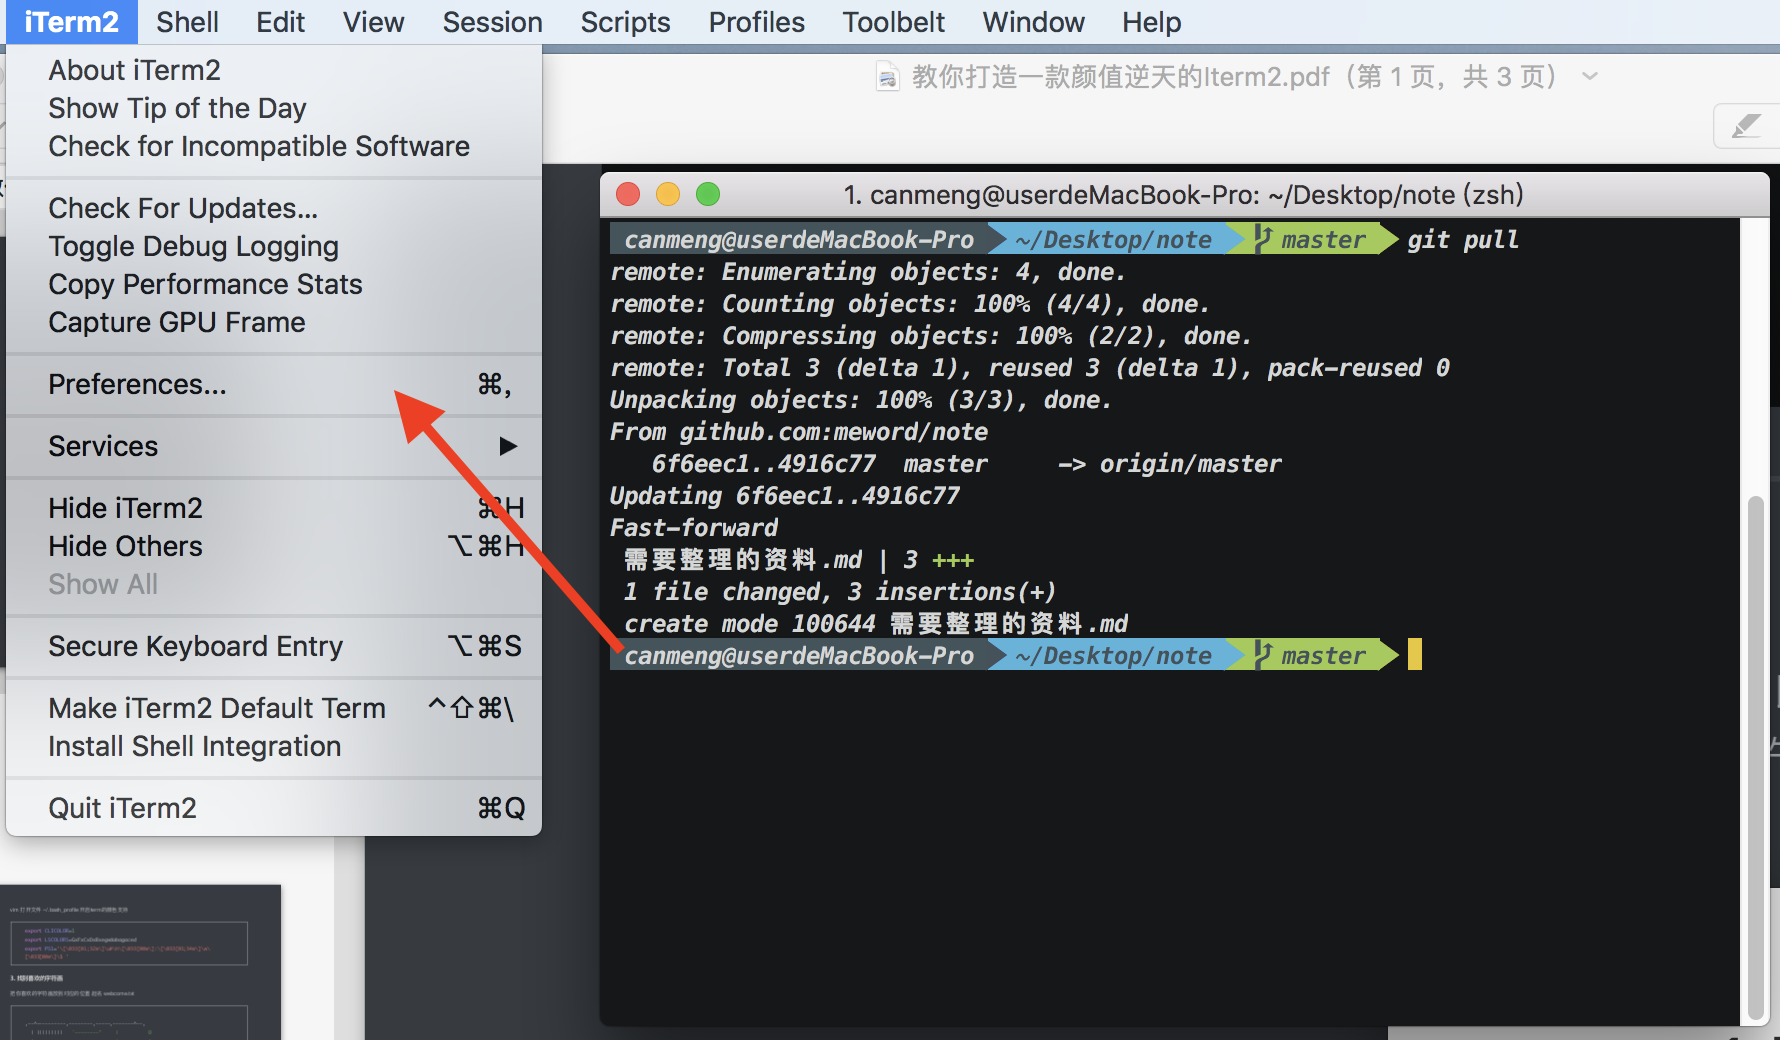 iTerm2 Shell Edit View Session Scripts Profiles Toolbelt Window Help
About iTerm2
Show Tip of the Day
Check for Incompatible Software
Check For Updates...
Toggle Debug Logging
Copy Performance Stats
Capture GPU Frame
Preferences... ⌘,
Services ▶
Hide iTerm2 ⌘H
Hide Others ⌥⌘H
Show All
Secure Keyboard Entry ⌥⌘S
Make iTerm2 Default Term ^⇧⌘\
Install Shell Integration
Quit iTerm2 ⌘Q
教你打造一款颜值逆天的Iterm2.pdf（第 1 页，共 3 页）
1. canmeng@userdeMacBook-Pro: ~/Desktop/note (zsh)
canmeng@userdeMacBook-Pro ~/Desktop/note master git pull
remote: Enumerating objects: 4, done.
remote: Counting objects: 100% (4/4), done.
remote: Compressing objects: 100% (2/2), done.
remote: Total 3 (delta 1), reused 3 (delta 1), pack-reused 0
Unpacking objects: 100% (3/3), done.
From github.com:meword/note
6f6eec1..4916c77 master -> origin/master
Updating 6f6eec1..4916c77
Fast-forward
需要整理的资料.md | 3 +++
1 file changed, 3 insertions(+)
create mode 100644 需要整理的资料.md
canmeng@userdeMacBook-Pro ~/Desktop/note master